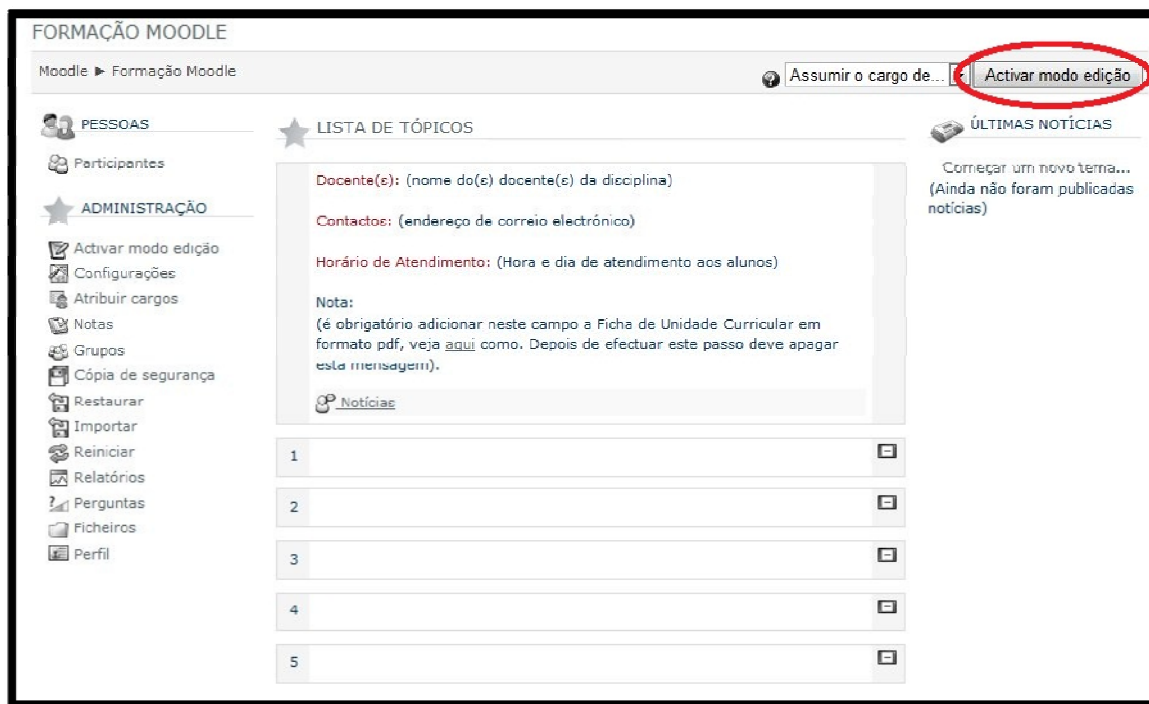 FORMAÇÃO MOODLE
Moodle ► Formação Moodle
Assumir o cargo de...
Activar modo edição
PESSOAS
Participantes
ADMINISTRAÇÃO
Activar modo edição
Configurações
Atribuir cargos
Notas
Grupos
Cópia de segurança
Restaurar
Importar
Reiniciar
Relatórios
Perguntas
Ficheiros
Perfil
LISTA DE TÓPICOS
Docente(s): (nome do(s) docente(s) da disciplina)
Contactos: (endereço de correio electrónico)
Horário de Atendimento: (Hora e dia de atendimento aos alunos)
Nota:
(é obrigatório adicionar neste campo a Ficha de Unidade Curricular em
formato pdf, veja aqui como. Depois de efectuar este passo deve apagar
esta mensagem).
Notícias
1
2
3
4
5
ÚLTIMAS NOTÍCIAS
Começar um novo tema...
(Ainda não foram publicadas
notícias)